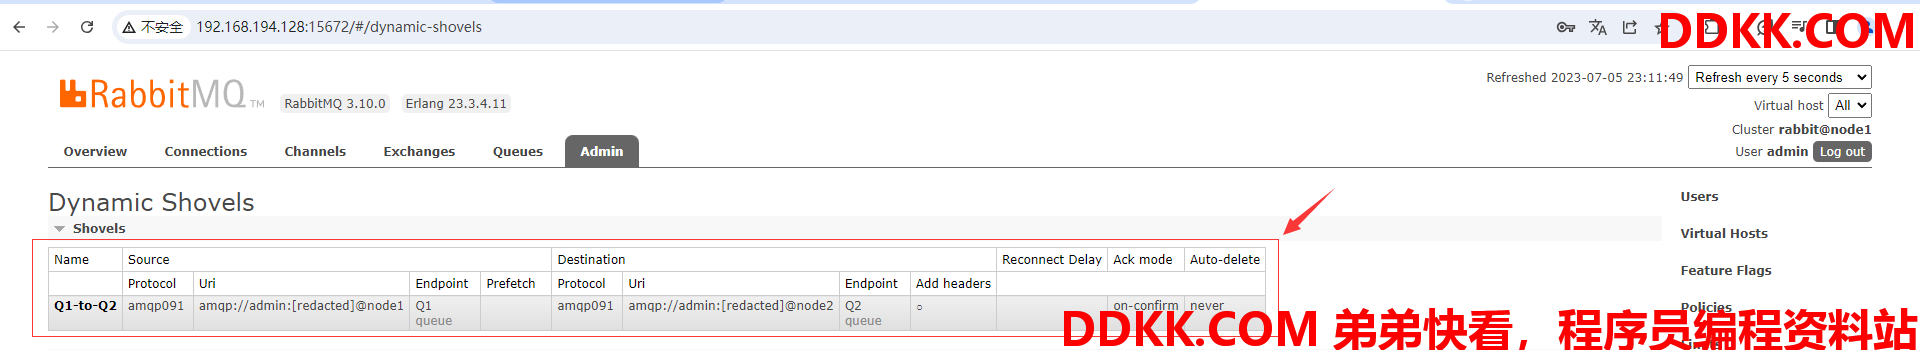 不安全 192.168.194.128:15672/#/dynamic-shovels
DDKK.COM
RabbitMQ TM RabbitMQ 3.10.0 Erlang 23.3.4.11
Refreshed 2023-07-05 23:11:49 Refresh every 5 seconds
Virtual host All
Cluster rabbit@node1
User admin Log out
Overview Connections Channels Exchanges Queues Admin
Dynamic Shovels
Shovels
Name Source Destination Reconnect Delay Ack mode Auto-delete
Protocol Uri Endpoint Prefetch Protocol Uri Endpoint Add headers
Q1-to-Q2 amqp091 amqp://admin:[redacted]@node1 Q1 amqp091 amqp://admin:[redacted]@node2 Q2 ○ on-confirm never
queue queue
Users
Virtual Hosts
Feature Flags
Policies
DDKK.COM 弟弟快看，程序员编程资料站